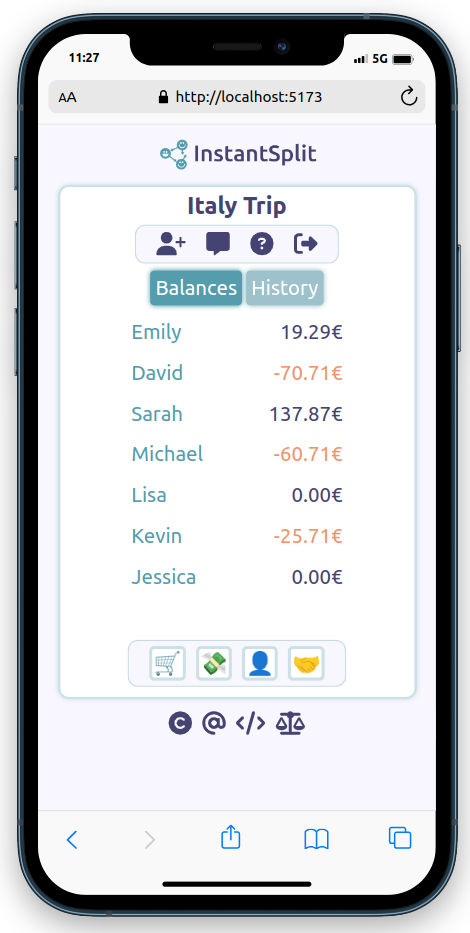 11:27 5G
AA http://localhost:5173
InstantSplit
Italy Trip
Balances History
Emily 19.29€
David -70.71€
Sarah 137.87€
Michael -60.71€
Lisa 0.00€
Kevin -25.71€
Jessica 0.00€